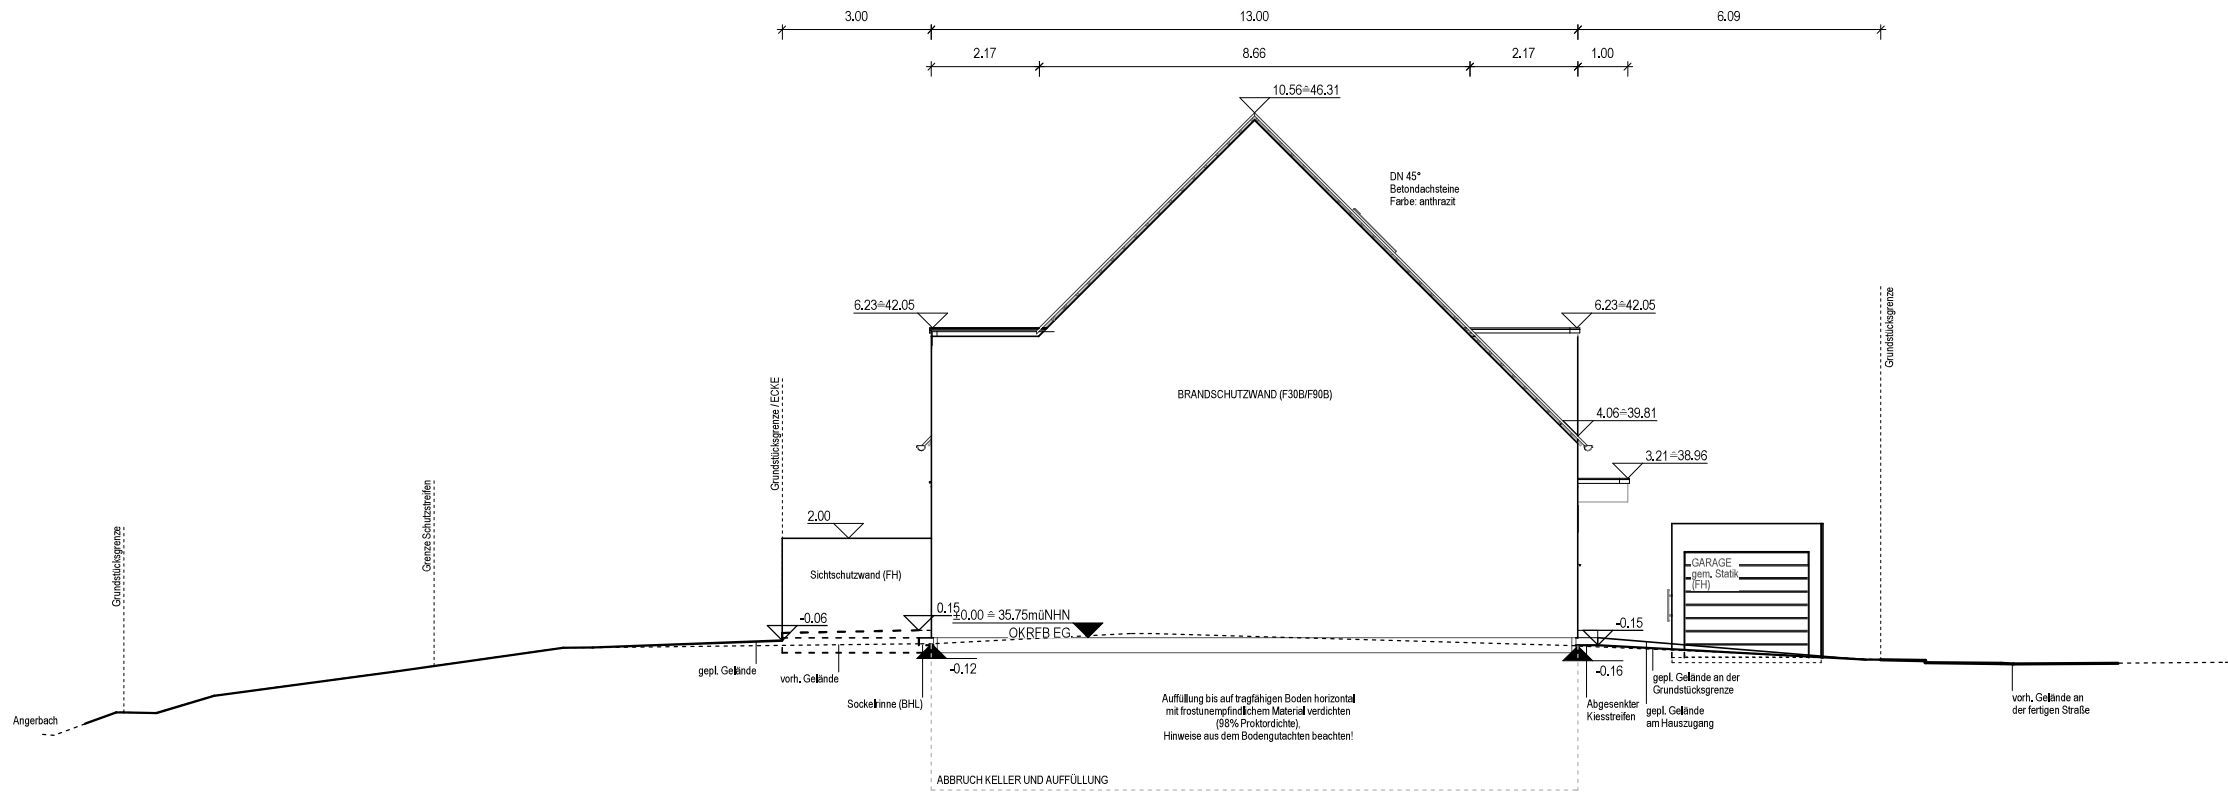 3.00
13.00
6.09
2.17
8.66
2.17
1.00
10.56≙46.31
DN 45°
Betondachsteine
Farbe: anthrazit
6.23≙42.05
6.23≙42.05
Grundstücksgrenze
Grundstücksgrenze / ECKE
BRANDSCHUTZWAND (F30B/F90B)
4.06≙39.81
3.21≙38.96
Grenze Schutzstreifen
Grundstücksgrenze
2.00
Sichtschutzwand (FH)
GARAGE
gem. Statik
(FH)
-0.06
0.15
±0.00 ≙ 35.75müNHN
OKRFB EG
-0.15
-0.12
-0.16
gepl. Gelände
vorh. Gelände
Sockelrinne (BHL)
Auffüllung bis auf tragfähigen Boden horizontal
mit frostunempfindlichem Material verdichten
(98% Proktordichte),
Hinweise aus dem Bodengutachten beachten!
Abgesenkter
Kiesstreifen
gepl. Gelände an der
Grundstücksgrenze
gepl. Gelände
am Hauszugang
vorh. Gelände an
der fertigen Straße
Angerbach
ABBRUCH KELLER UND AUFFÜLLUNG